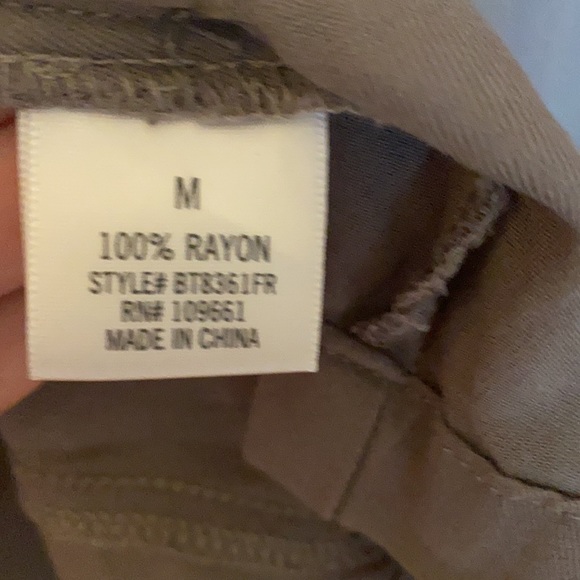 M
100% RAYON
STYLE# BT8361FR
RN# 109661
MADE IN CHINA